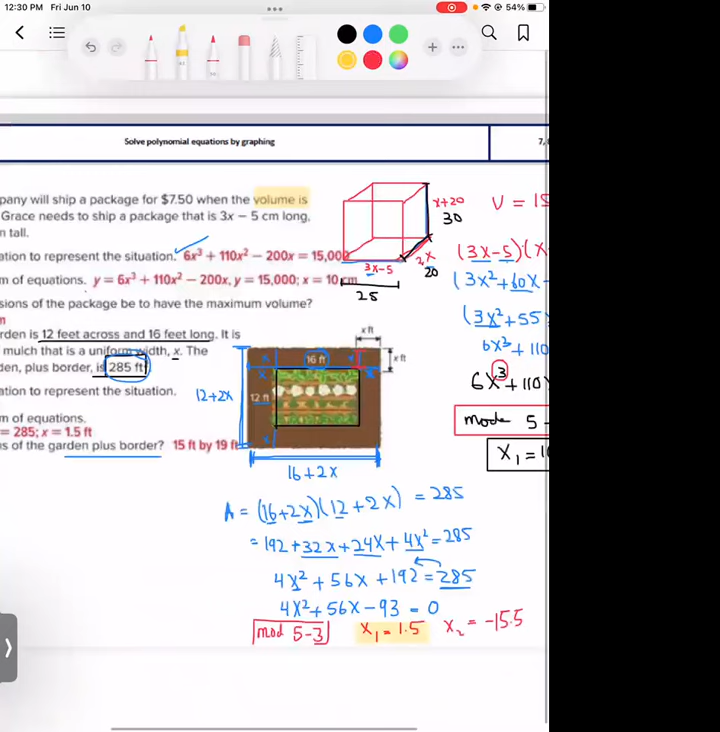 12:30 PM Fri Jun 10
54%
Solve polynomial equations by graphing
7,
pany will ship a package for $7.50 when the volume is
Grace needs to ship a package that is 3x − 5 cm long,
tall.
ation to represent the situation. 6x³ + 110x² − 200x = 15,000
m of equations. y = 6x³ + 110x² − 200x, y = 15,000; x = 10 cm
sions of the package be to have the maximum volume?
rden is 12 feet across and 16 feet long. It is
mulch that is a uniform width, x. The
den, plus border, is 285 ft
ation to represent the situation.
m of equations.
= 285; x = 1.5 ft
s of the garden plus border? 15 ft by 19 ft
x+20
30
2x
20
3x-5
25
V = 15
(3x-5)(x
(3x²+60x-
(3x²+55
6x³+110
6x³+110x
mode 5-
X₁=10
x ft
x ft
16 ft
12 ft
x
x
x
x
12+2x
16+2x
A = (16+2x)(12+2x) = 285
= 192+32x+24x+4x²=285
4x²+56x+192=285
4x²+56x-93=0
mod 5-3
X₁=1.5
X₂=-15.5